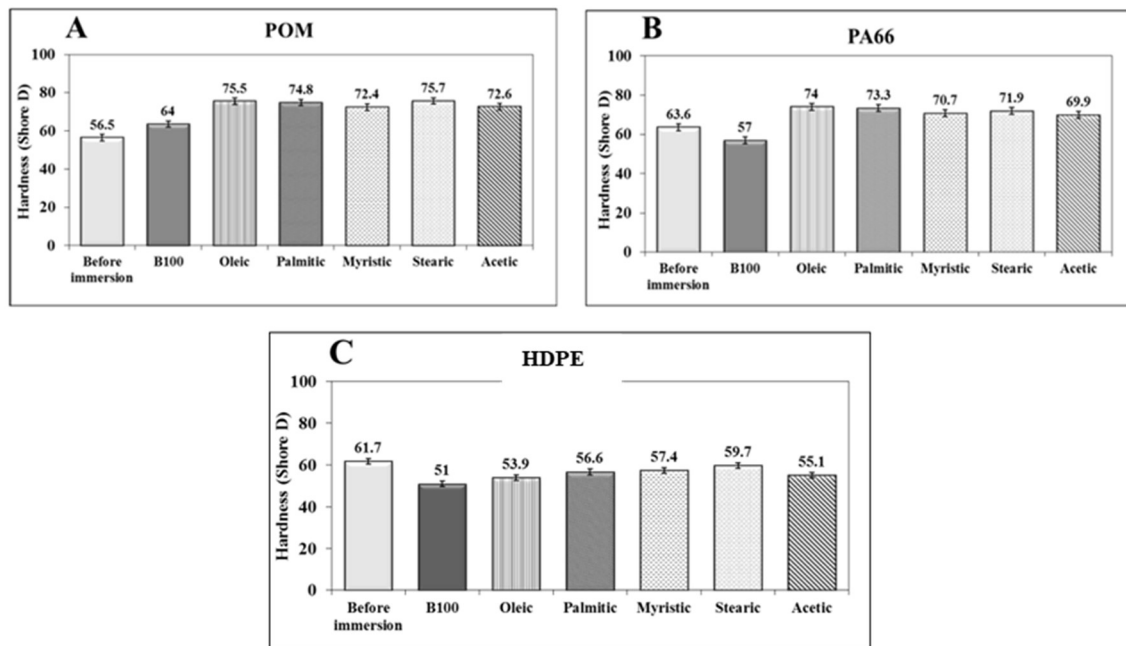 A
POM
Hardness (Shore D)
100
80
60
40
20
0
56.5
64
75.5
74.8
72.4
75.7
72.6
Before immersion
B100
Oleic
Palmitic
Myristic
Stearic
Acetic
B
PA66
Hardness (Shore D)
100
80
60
40
20
0
63.6
57
74
73.3
70.7
71.9
69.9
Before immersion
B100
Oleic
Palmitic
Myristic
Stearic
Acetic
C
HDPE
Hardness (Shore D)
100
80
60
40
20
0
61.7
51
53.9
56.6
57.4
59.7
55.1
Before immersion
B100
Oleic
Palmitic
Myristic
Stearic
Acetic